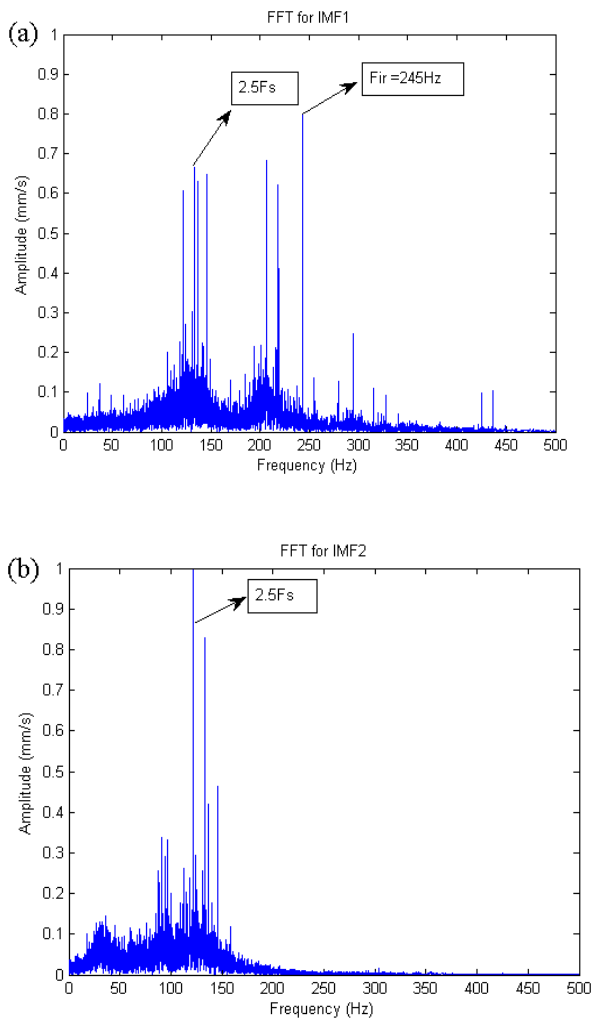 (a)
FFT for IMF1
1
0.9
0.8
0.7
0.6
0.5
0.4
0.3
0.2
0.1
0
Amplitude (mm/s)
2.5Fs
Fir =245Hz
0 50 100 150 200 250 300 350 400 450 500
Frequency (Hz)
(b)
FFT for IMF2
1
0.9
0.8
0.7
0.6
0.5
0.4
0.3
0.2
0.1
0
Amplitude (mm/s)
2.5Fs
0 50 100 150 200 250 300 350 400 450 500
Frequency (Hz)